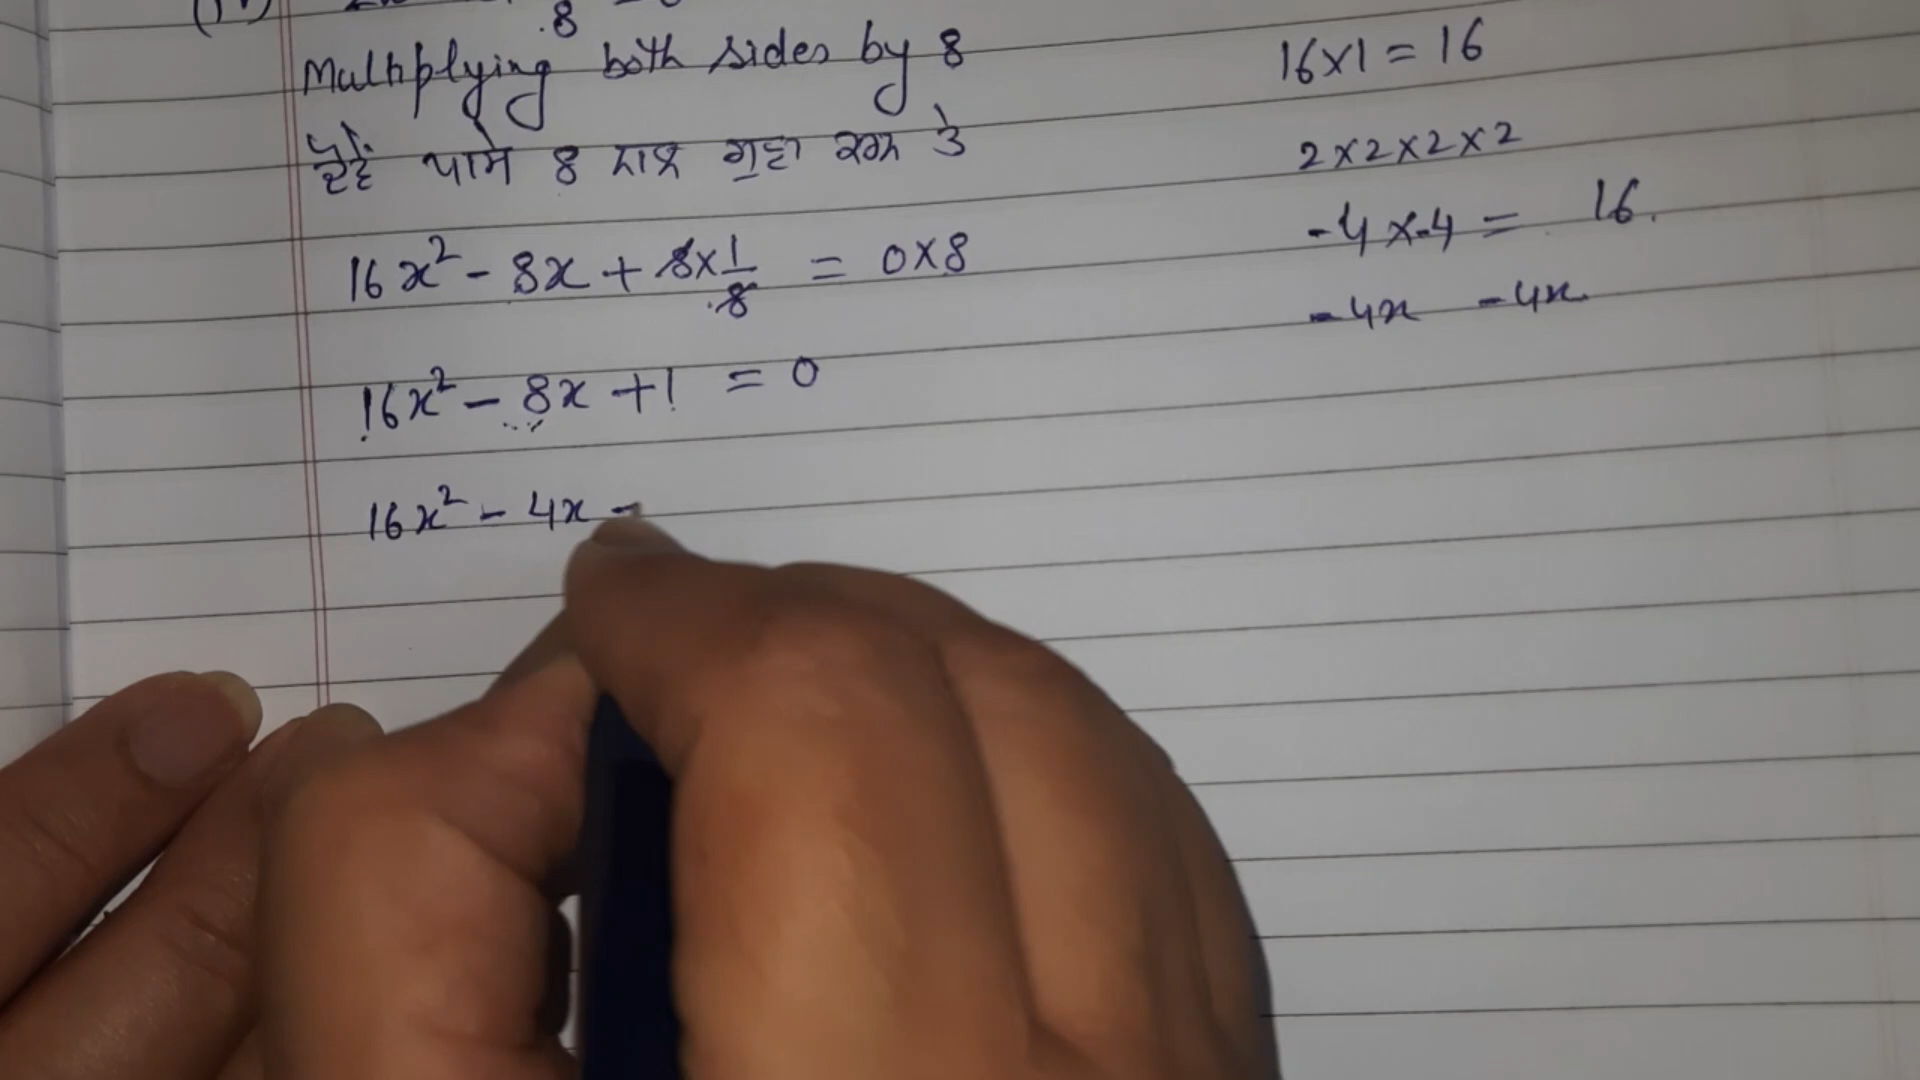 8
Multiplying both sides by 8
ਦੋਹੇਂ ਪਾਸੇ 8 ਨਾਲ ਗੁਣਾ ਕਰਨ ਤੇ
16x² - 8x + 8×1/8 = 0×8
16x² - 8x + 1 = 0
16x² - 4x -
16×1 = 16
2×2×2×2
-4×-4 = 16.
-4x -4x